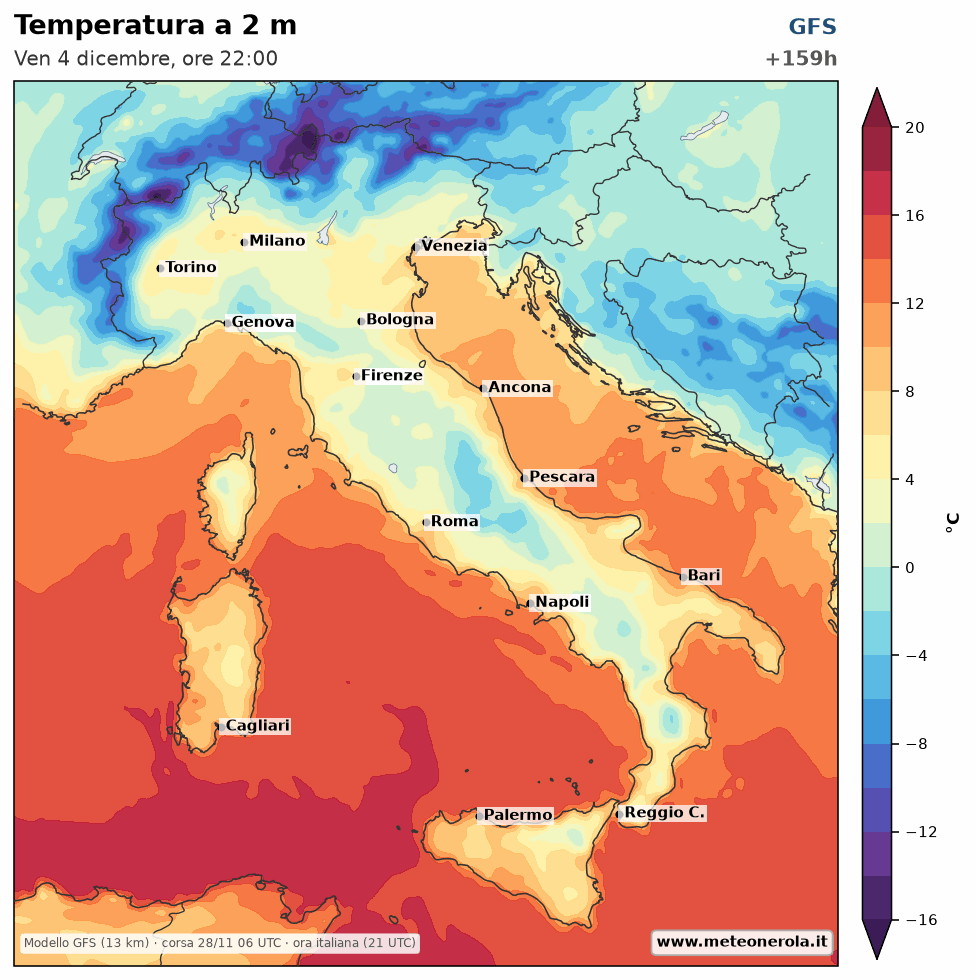 Temperatura a 2 m
GFS
Ven 4 dicembre, ore 22:00
+159h
20
16
12
8
4
0
−4
−8
−12
−16
°C
Milano
Venezia
Torino
Genova
Bologna
Firenze
Ancona
Pescara
Roma
Bari
Napoli
Cagliari
Palermo
Reggio C.
Modello GFS (13 km) · corsa 28/11 06 UTC · ora italiana (21 UTC)
www.meteonerola.it